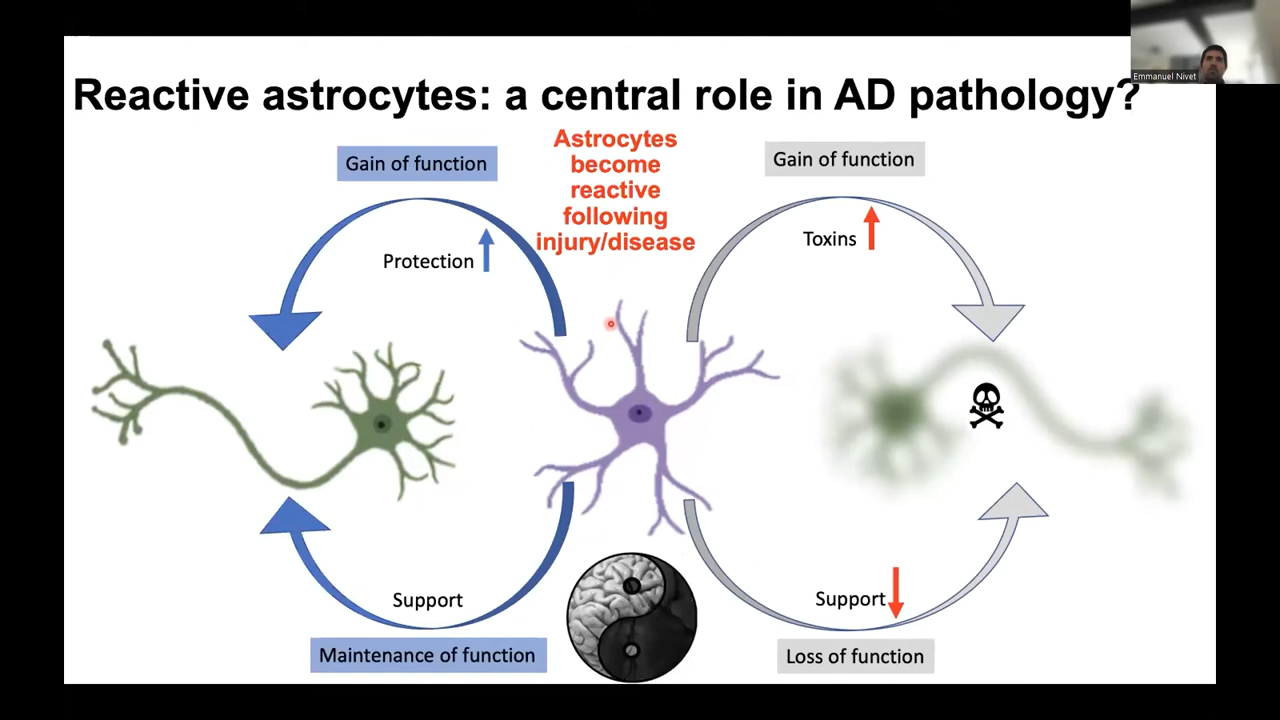 Emmanuel Nivet
Reactive astrocytes: a central role in AD pathology?
Gain of function
Astrocytes
become
reactive
following
injury/disease
Gain of function
Protection
Toxins
Support
Support
Maintenance of function
Loss of function